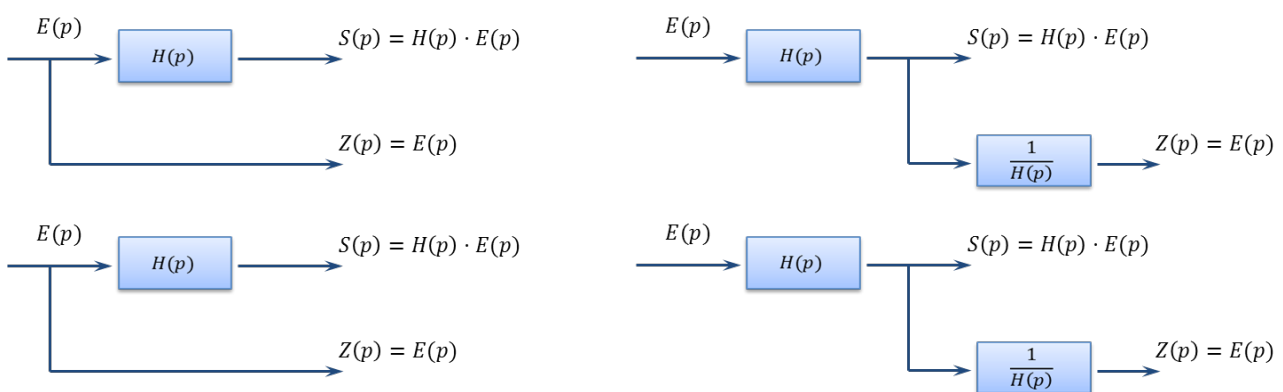 E(p) S(p) = H(p) · E(p) E(p) S(p) = H(p) · E(p)
H(p) H(p)
Z(p) = E(p) 1/H(p) Z(p) = E(p)
E(p) S(p) = H(p) · E(p) E(p) S(p) = H(p) · E(p)
H(p) H(p)
Z(p) = E(p) 1/H(p) Z(p) = E(p)